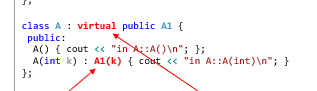 };
class A : virtual public A1 {
public:
A() { cout << "in A::A()\n"; };
A(int k) : A1(k) { cout << "in A::A(int)\n"; }
};